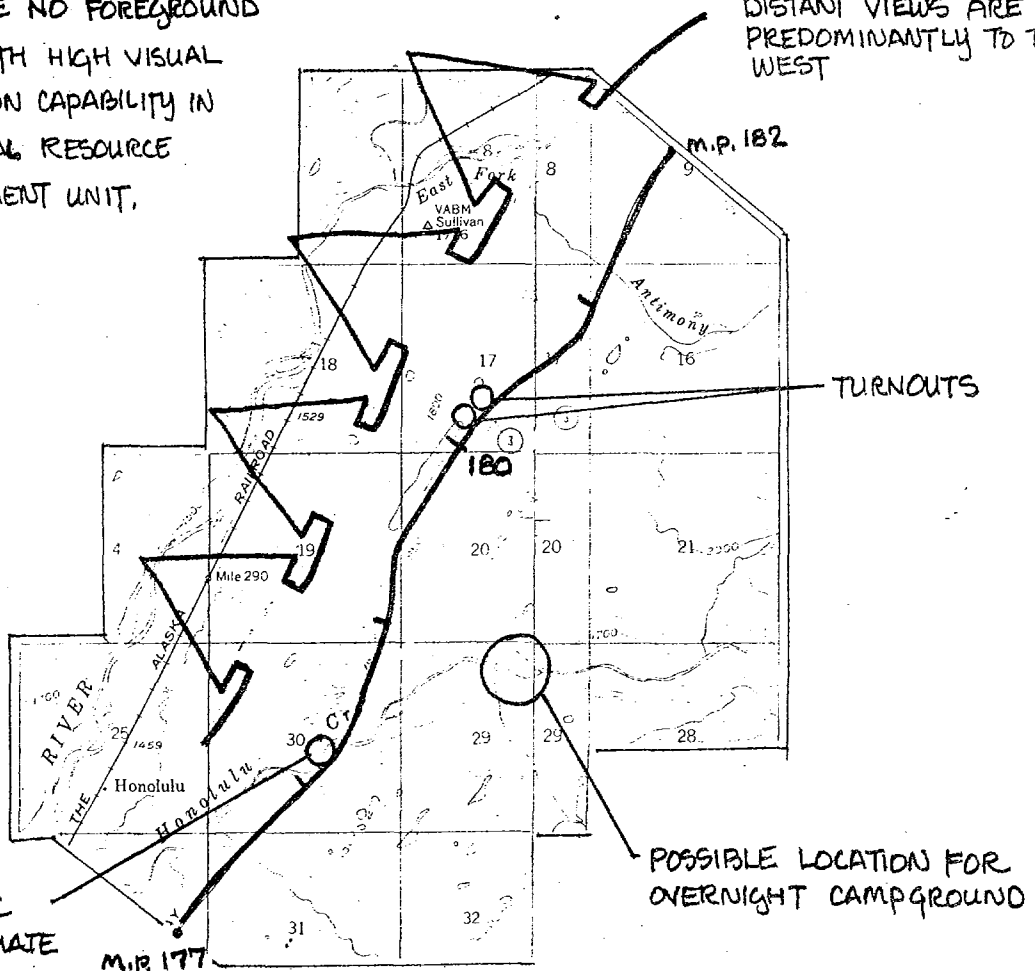 NO FOREGROUND
TH HIGH VISUAL
ON CAPABILITY IN
AL RESOURCE
MENT UNIT.
DISTANT VIEWS ARE
PREDOMINANTLY TO T
WEST
M.P. 182
8
8
9
East Fork
VABM
Sullivan
Antimony
18
17
16
1529
1800
TURNOUTS
3
180
RAILROAD
4
19
20
20
21
Mile 290
ALASKA
1700
RIVER
25
1459
30
Honolulu Cr
29
29
28
Honolulu
THE
POSSIBLE LOCATION FOR
OVERNIGHT CAMPGROUND
31
32
M.P. 177